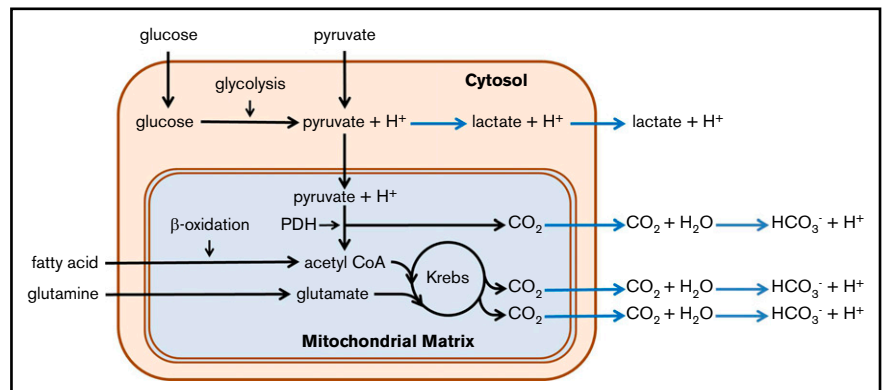 glucose pyruvate
Cytosol
glycolysis
glucose pyruvate + H⁺ lactate + H⁺ lactate + H⁺
pyruvate + H⁺
β-oxidation PDH CO₂ CO₂ + H₂O HCO₃⁻ + H⁺
fatty acid acetyl CoA Krebs
glutamine glutamate CO₂ CO₂ + H₂O HCO₃⁻ + H⁺
CO₂ CO₂ + H₂O HCO₃⁻ + H⁺
Mitochondrial Matrix